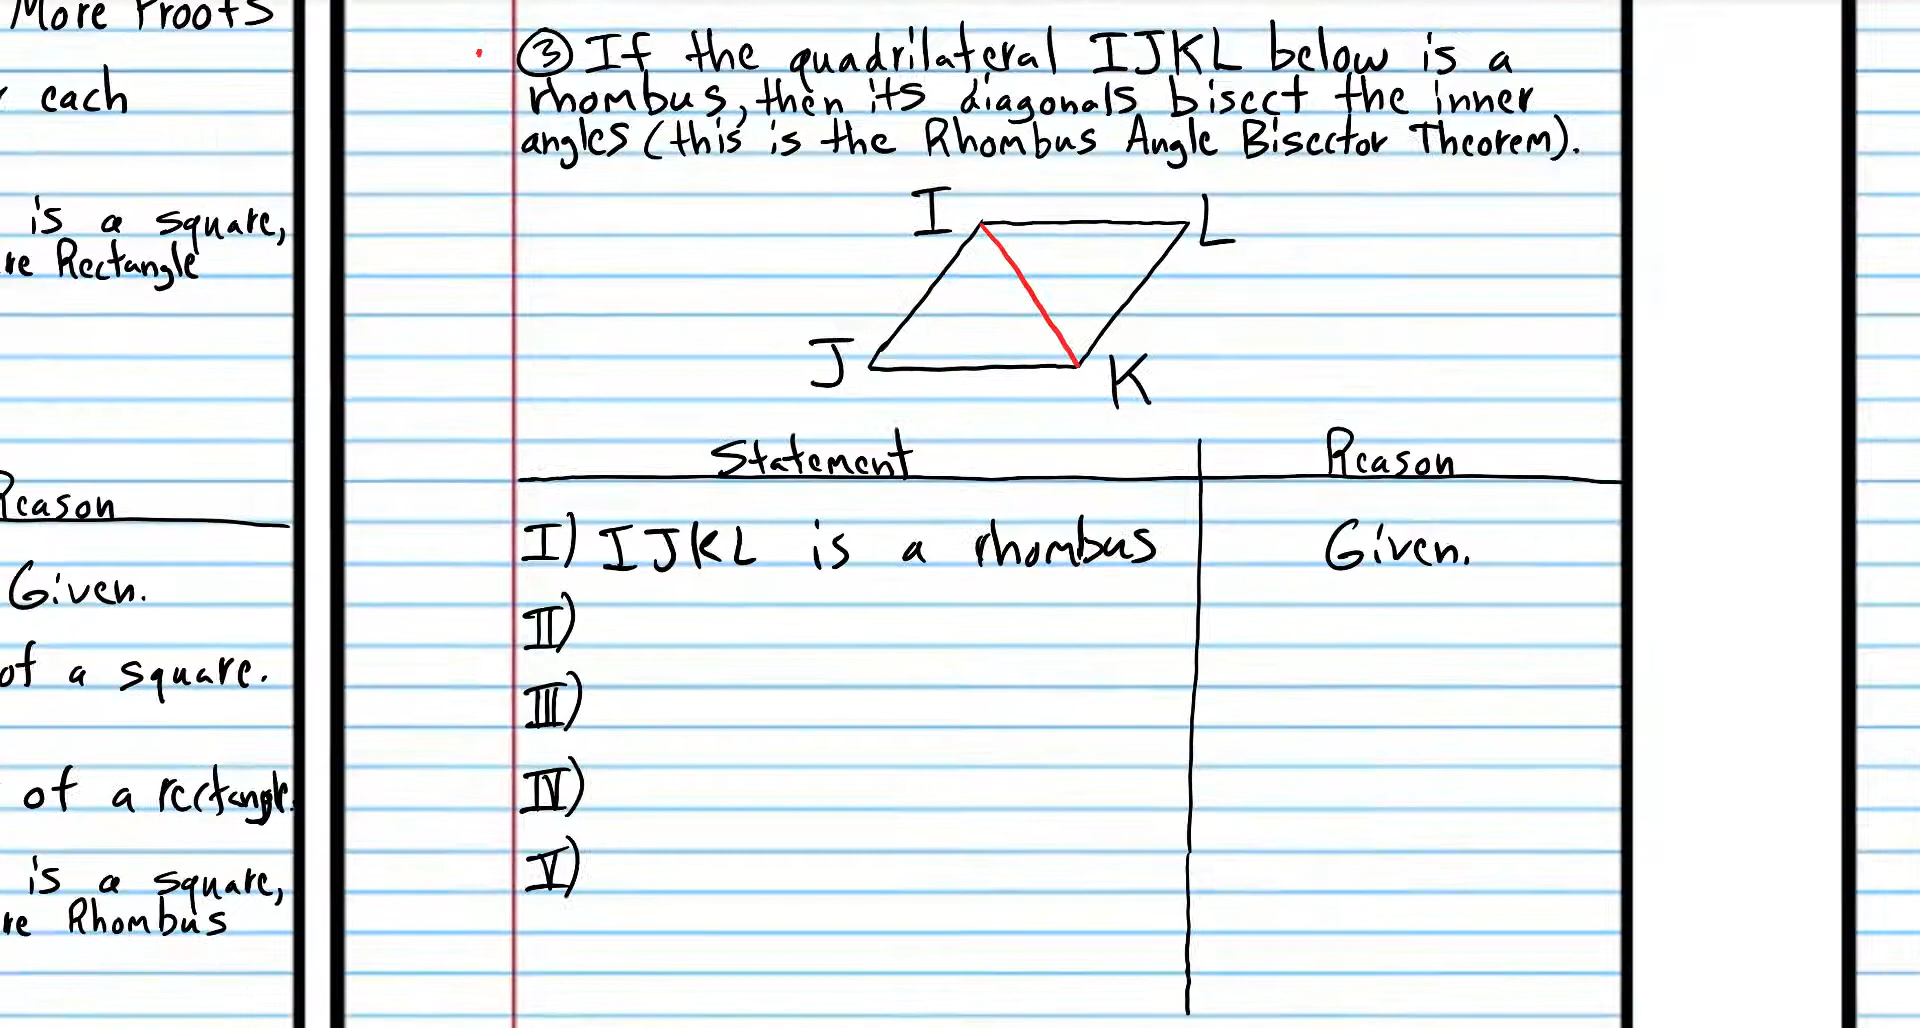 More Proofs
each
is a square,
re Rectangle
Reason
Given.
of a square.
of a rectangle.
is a square,
re Rhombus
③ If the quadrilateral IJKL below is a
rhombus, then its diagonals bisect the inner
angles (this is the Rhombus Angle Bisector Theorem).
I L
J K
Statement Reason
I) IJKL is a rhombus Given.
II)
III)
IV)
V)